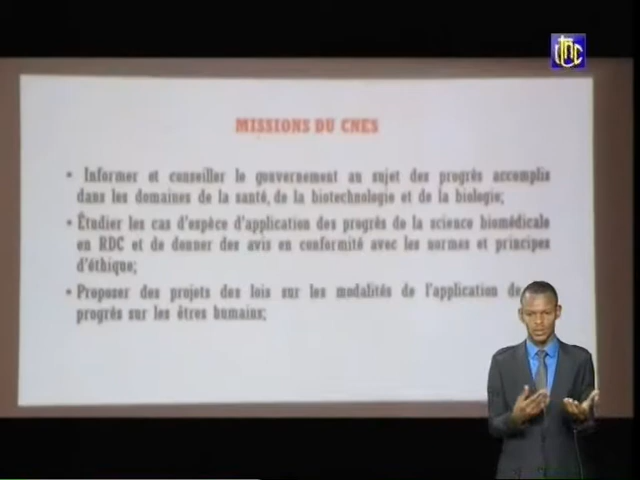 MISSIONS DU CNES
• Informer et conseiller le gouvernement au sujet des progrès accomplis
dans les domaines de la santé, de la biotechnologie et de la biologie;
• Étudier les cas d'espèce d'application des progrès de la science biomédicale
en RDC et de donner des avis en conformité avec les normes et principes
d'éthique;
• Proposer des projets des lois sur les modalités de l'application de
progrès sur les êtres humains;